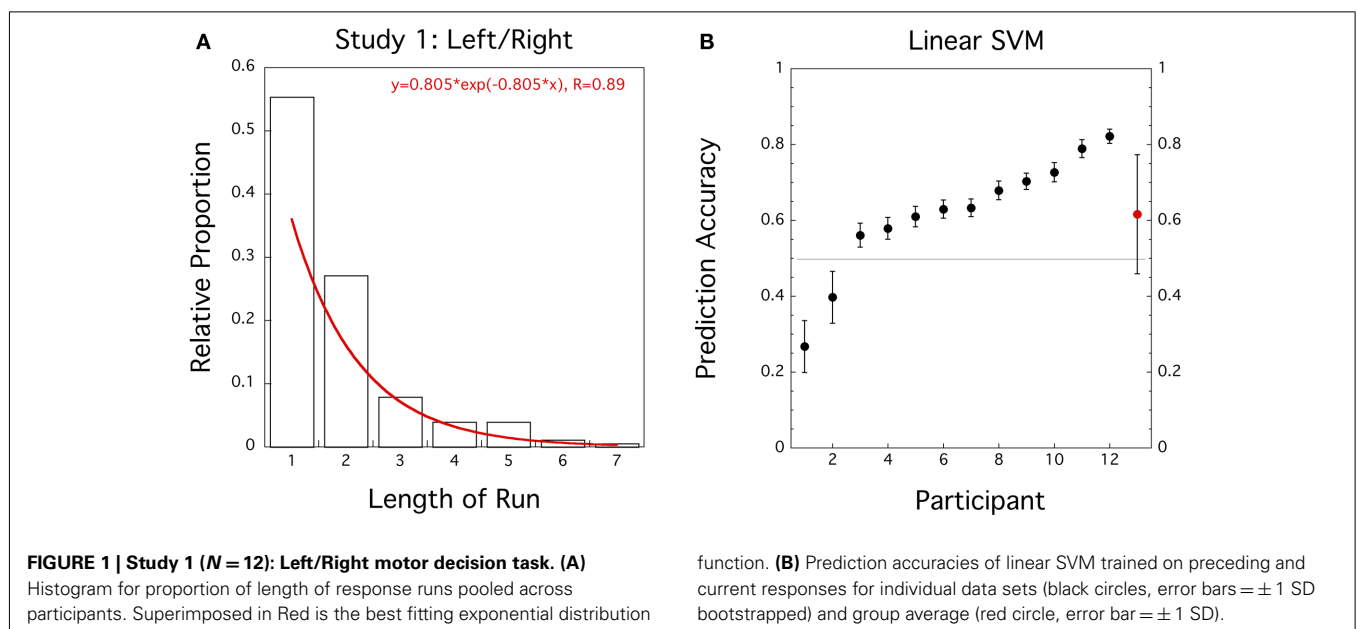 A
Study 1: Left/Right
y=0.805*exp(-0.805*x), R=0.89
0.6
0.5
0.4
0.3
0.2
0.1
0
Relative Proportion
1 2 3 4 5 6 7
Length of Run
B
Linear SVM
1
0.8
0.6
0.4
0.2
0
Prediction Accuracy
1
0.8
0.6
0.4
0.2
0
2 4 6 8 10 12
Participant
FIGURE 1 | Study 1 (N = 12): Left/Right motor decision task. (A)
Histogram for proportion of length of response runs pooled across
participants. Superimposed in Red is the best fitting exponential distribution
function. (B) Prediction accuracies of linear SVM trained on preceding and
current responses for individual data sets (black circles, error bars = ± 1 SD
bootstrapped) and group average (red circle, error bar = ± 1 SD).